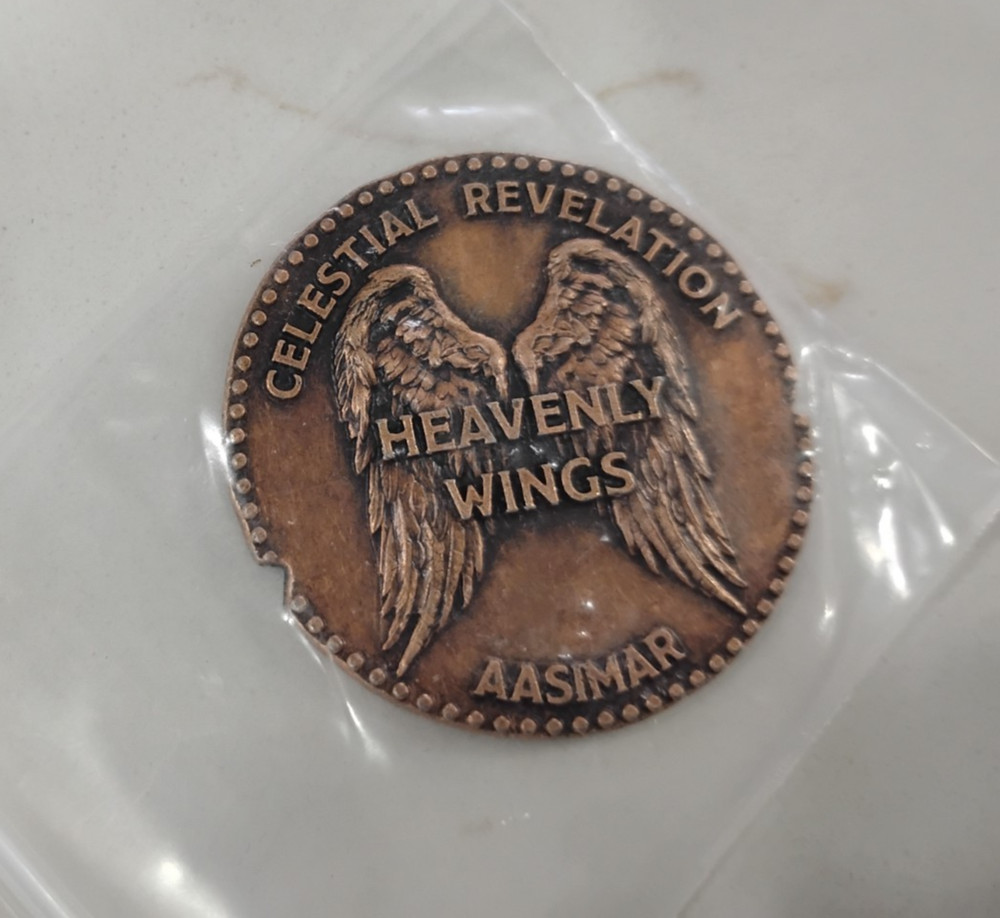 CELESTIAL REVELATION
HEAVENLY
WINGS
AASIMAR